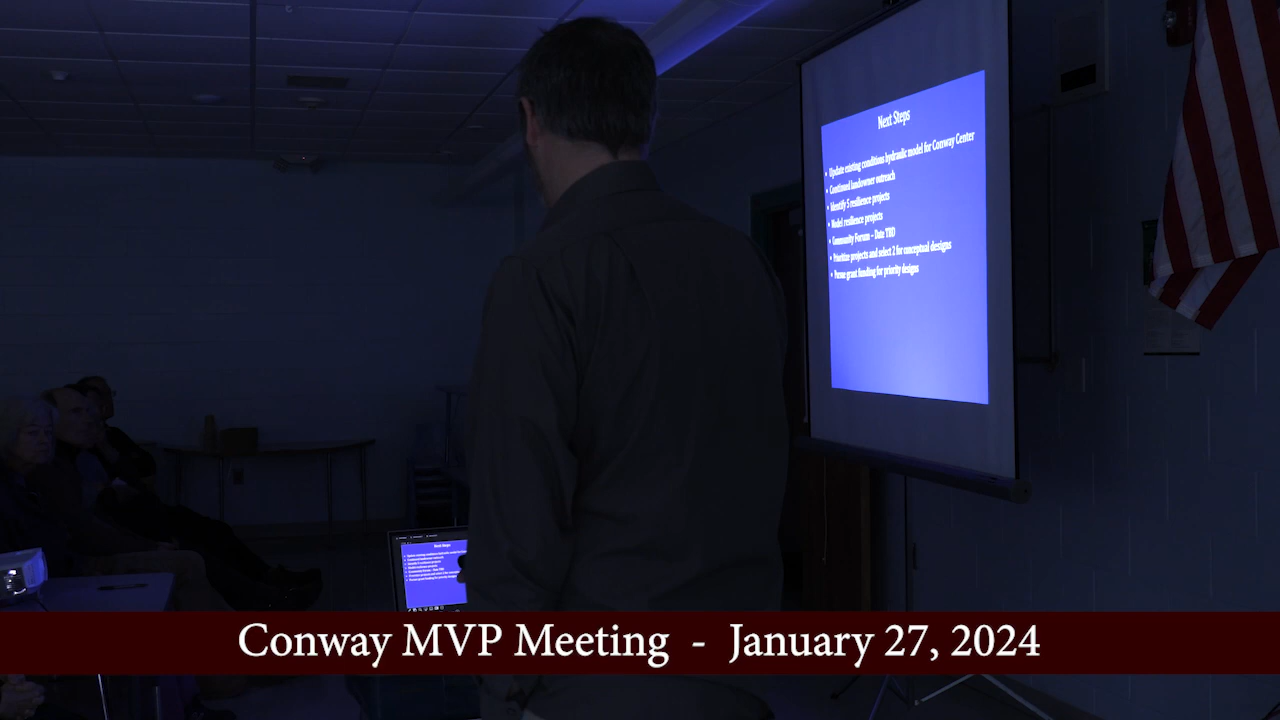 Next Steps
• Update existing conditions hydraulic model for Conway Center
• Continued landowner outreach
• Identify 5 resilience projects
• Model resilience projects
• Community Forum – Date TBD
• Prioritize projects and select 2 for conceptual designs
• Pursue grant funding for priority designs
Next Steps
Conway MVP Meeting - January 27, 2024